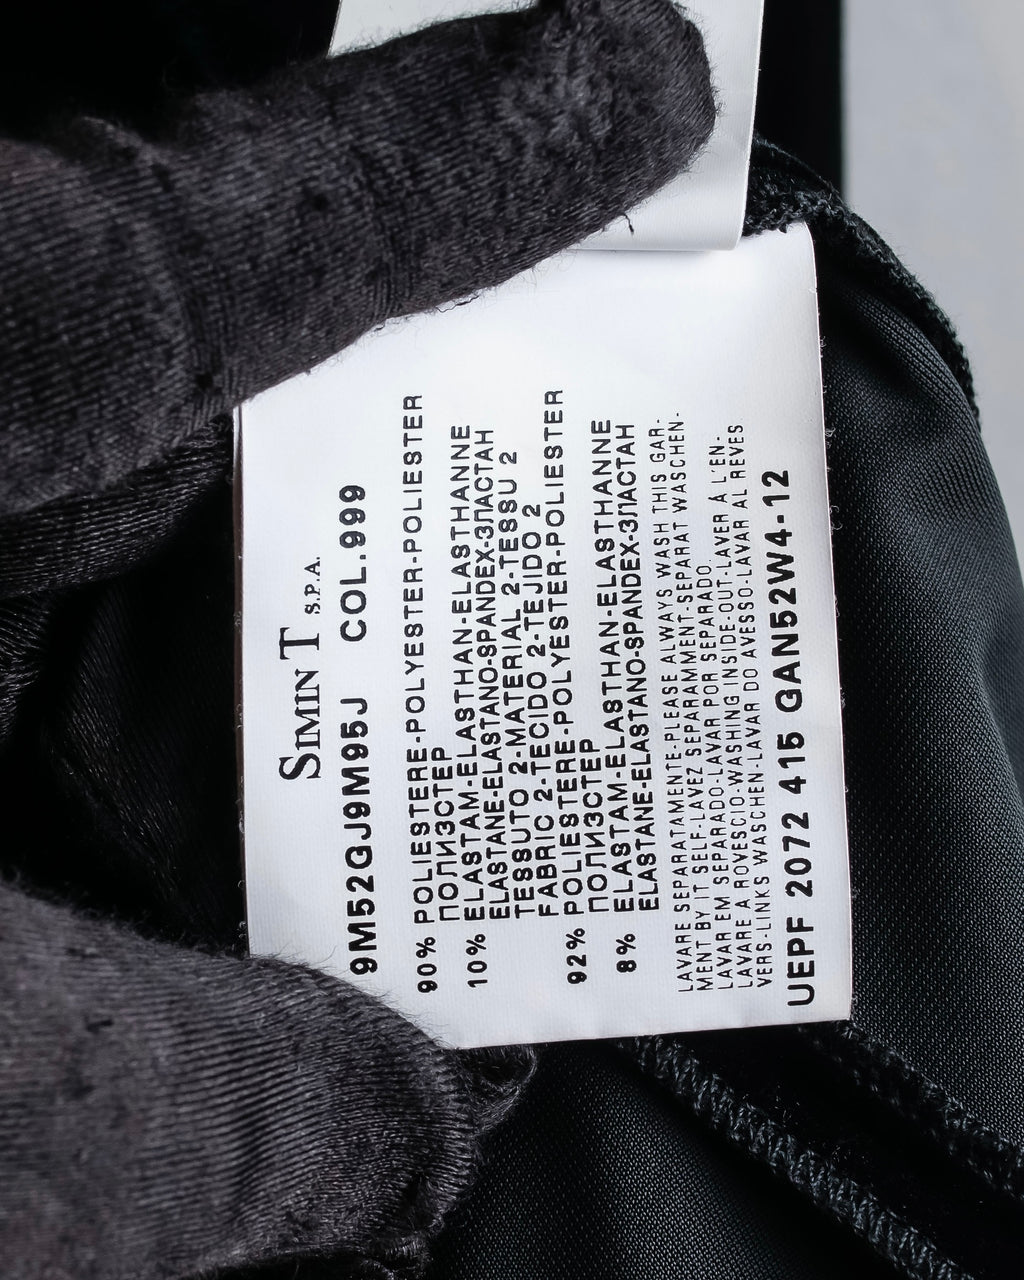 SIMIN T S.P.A.
9M52GJ9M95J COL.999
90% POLIESTERE-POLYESTER-POLIESTER
ПОЛИЭСТЕР
10% ELASTAM-ELASTHAN-ELASTHANNE
ELASTANE-ELASTANO-SPANDEX-ЭЛАСТАН
TESSUTO 2-MATERIAL 2-TESSU 2
FABRIC 2-TECIDO 2-TEJIDO 2
92% POLIESTERE-POLYESTER-POLIESTER
ПОЛИЭСТЕР
8% ELASTAM-ELASTHAN-ELASTHANNE
ELASTANE-ELASTANO-SPANDEX-ЭЛАСТАН
LAVARE SEPARATAMENTE-PLEASE ALWAYS WASH THIS GAR-
MENT BY IT SELF-LAVEZ SEPARAMMENT-SEPARAT WASCHEN-
LAVAR EM SEPARADO-LAVAR POR SEPARADO
LAVARE A ROVESCIO-WASHING INSIDE-OUT-LAVER À L'EN-
VERS-LINKS WASCHEN-LAVAR DO AVESSO-LAVAR AL REVES
UEPF 2072 415 GAN52W4-12